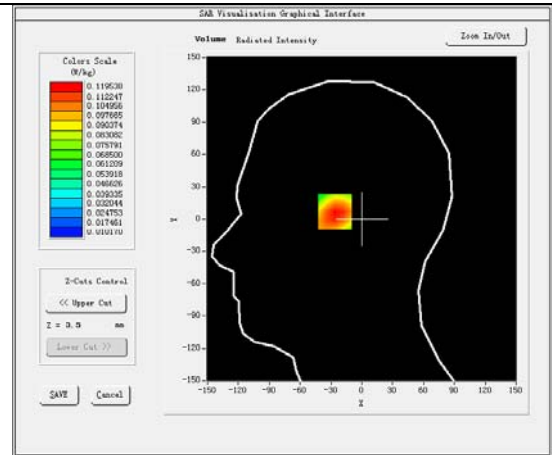 SAR Visualisation Graphical Interface
Volume Radiated Intensity
Zoom In/Out
Colors Scale
(W/kg)
0.119538
0.112247
0.104956
0.097665
0.090374
0.083082
0.075791
0.068500
0.061209
0.053918
0.046626
0.039335
0.032044
0.024753
0.017461
0.010170
Z-Cuts Control
<< Upper Cut
Z = 3.5 mm
Lower Cut >>
SAVE Cancel
150
120
90
60
30
0
-30
-60
-90
-120
-150
Y
-150 -120 -90 -60 -30 0 30 60 90 120 150
X